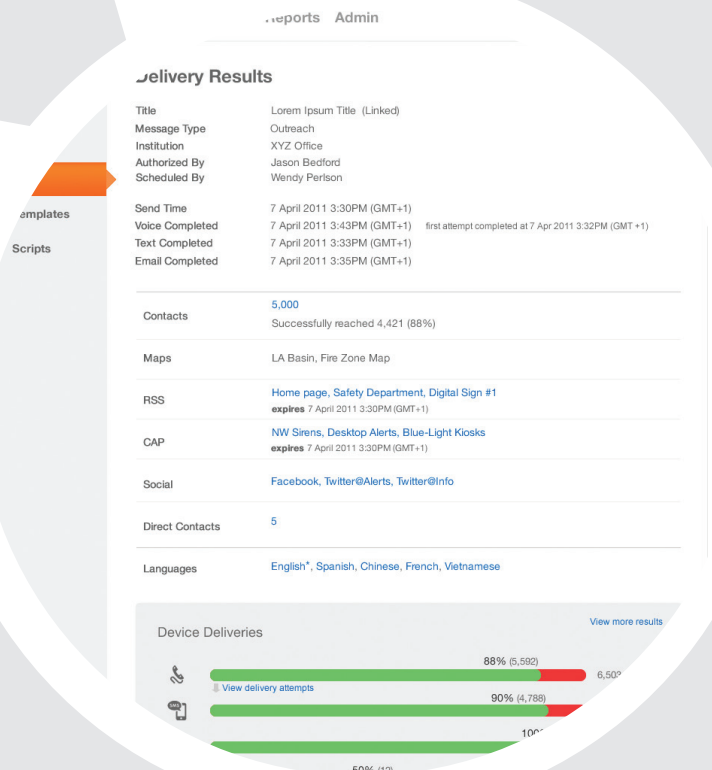 Reports Admin
Delivery Results
Title Lorem Ipsum Title (Linked)
Message Type Outreach
Institution XYZ Office
Authorized By Jason Bedford
Scheduled By Wendy Perlson
Send Time 7 April 2011 3:30PM (GMT+1)
Voice Completed 7 April 2011 3:43PM (GMT+1) first attempt completed at 7 Apr 2011 3:32PM (GMT +1)
emplates
Text Completed 7 April 2011 3:33PM (GMT+1)
Scripts
Email Completed 7 April 2011 3:35PM (GMT+1)
Contacts 5,000
Successfully reached 4,421 (88%)
Maps LA Basin, Fire Zone Map
RSS Home page, Safety Department, Digital Sign #1
expires 7 April 2011 3:30PM (GMT+1)
CAP NW Sirens, Desktop Alerts, Blue-Light Kiosks
expires 7 April 2011 3:30PM (GMT+1)
Social Facebook, Twitter@Alerts, Twitter@Info
Direct Contacts 5
Languages English*, Spanish, Chinese, French, Vietnamese
View more results
Device Deliveries
88% (5,592)
6,502
View delivery attempts
SMS
90% (4,788)
100%
50% (12)